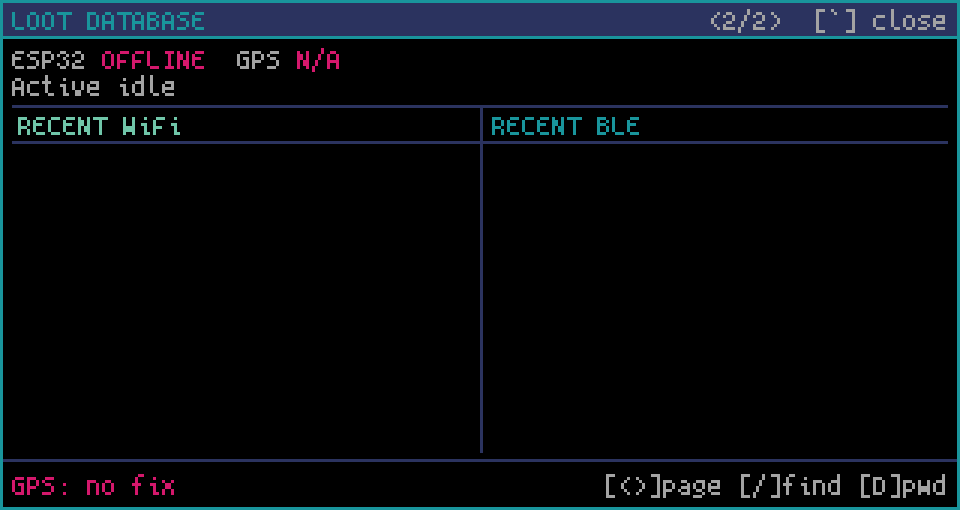 LOOT DATABASE <2/2> [`] close
ESP32 OFFLINE GPS N/A
Active idle
RECENT WiFi RECENT BLE
GPS: no fix [<>]page [/]find [D]pwd